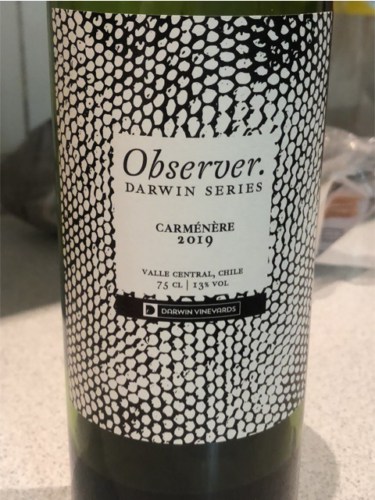 Observer.
DARWIN SERIES
CARMÉNÈRE
2019
VALLE CENTRAL, CHILE
75 CL | 13% VOL
D DARWIN VINEYARDS